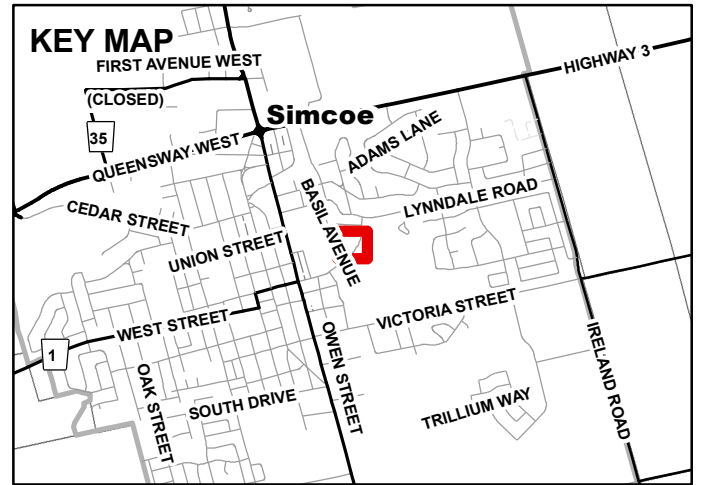 KEY MAP
FIRST AVENUE WEST
HIGHWAY 3
(CLOSED)
Simcoe
35
QUEENSWAY WEST
ADAMS LANE
BASIL AVENUE
LYNNDALE ROAD
CEDAR STREET
UNION STREET
VICTORIA STREET
WEST STREET
1
OWEN STREET
IRELAND ROAD
OAK STREET
SOUTH DRIVE
TRILLIUM WAY